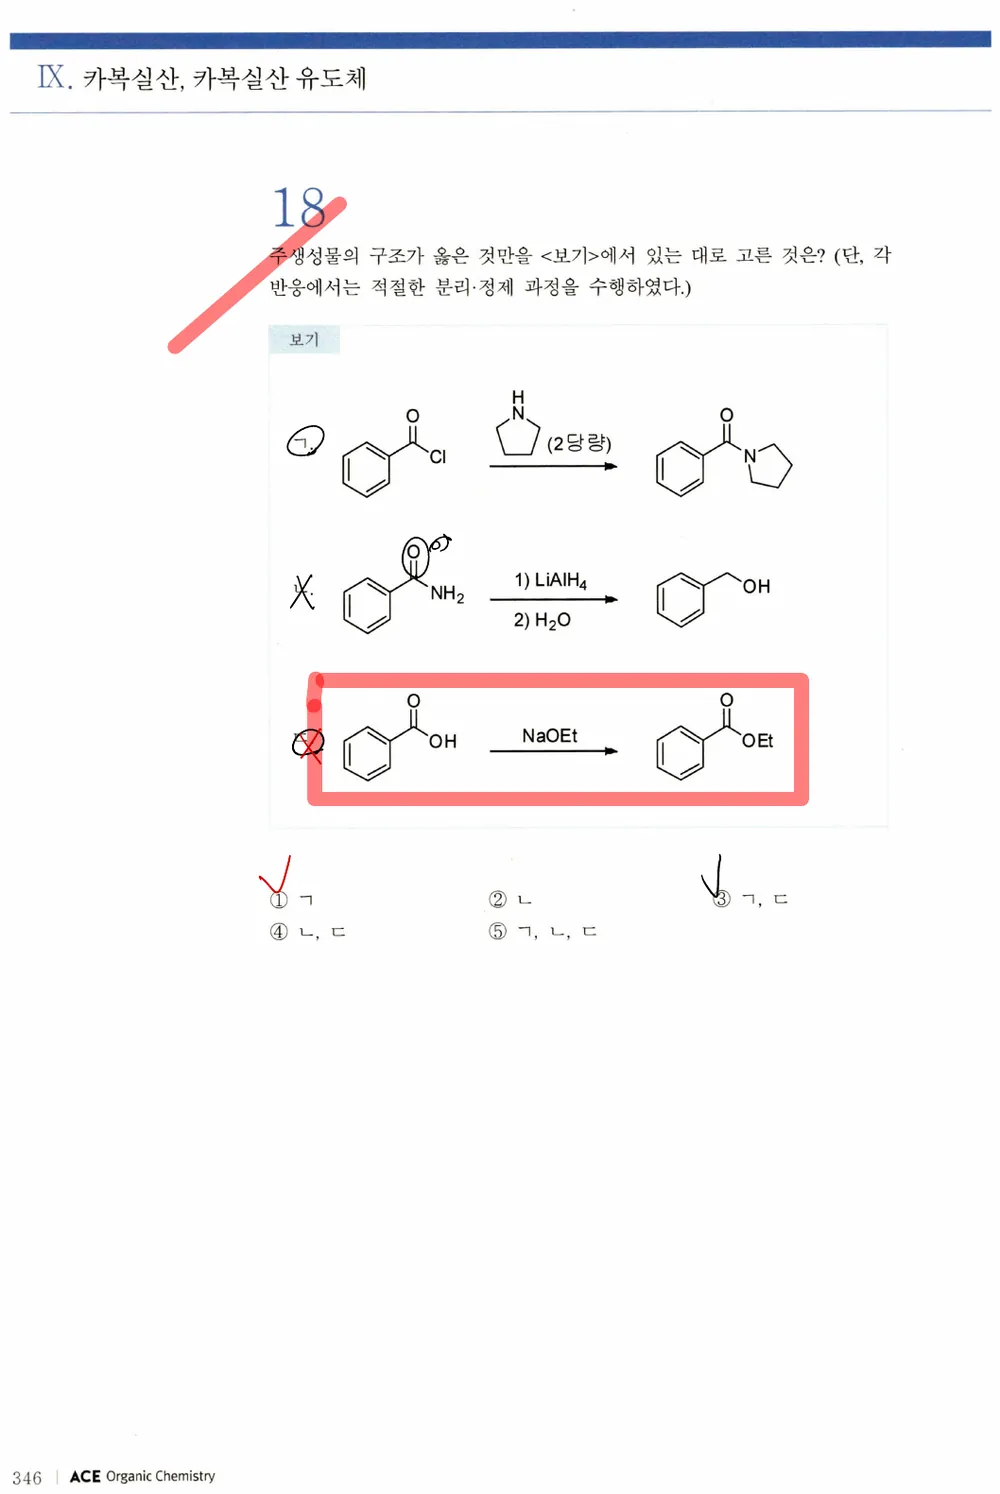 Ⅸ. 카복실산, 카복실산 유도체
18
주생성물의 구조가 옳은 것만을 <보기>에서 있는 대로 고른 것은? (단, 각
반응에서는 적절한 분리·정제 과정을 수행하였다.)
보기
ㄱ.
O
Cl
H
N
(2당량)
O
N
ㄴ.
O
NH2
1) LiAlH4
2) H2O
OH
ㄷ.
O
OH
NaOEt
O
OEt
① ㄱ
② ㄴ
③ ㄱ, ㄷ
④ ㄴ, ㄷ
⑤ ㄱ, ㄴ, ㄷ
346 | ACE Organic Chemistry